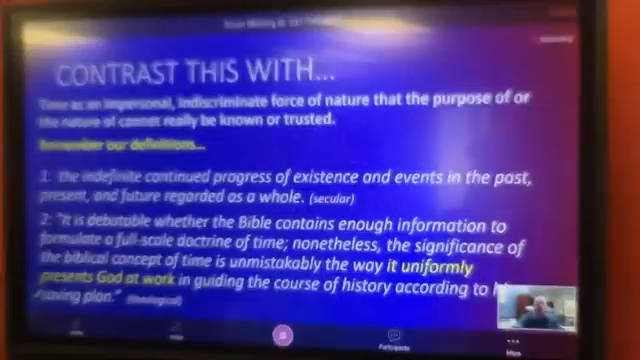 CONTRAST THIS WITH...
Time as an impersonal, indiscriminate force of nature that the purpose of or
the nature of cannot really be known or trusted.
Remember our definitions...
1: the indefinite continued progress of existence and events in the past,
present, and future regarded as a whole. (secular)
2: "It is debatable whether the Bible contains enough information to
formulate a full-scale doctrine of time; nonetheless, the significance of
the biblical concept of time is unmistakably the way it uniformly
presents God at work in guiding the course of history according to
saving plan." (theological)
Participants
More